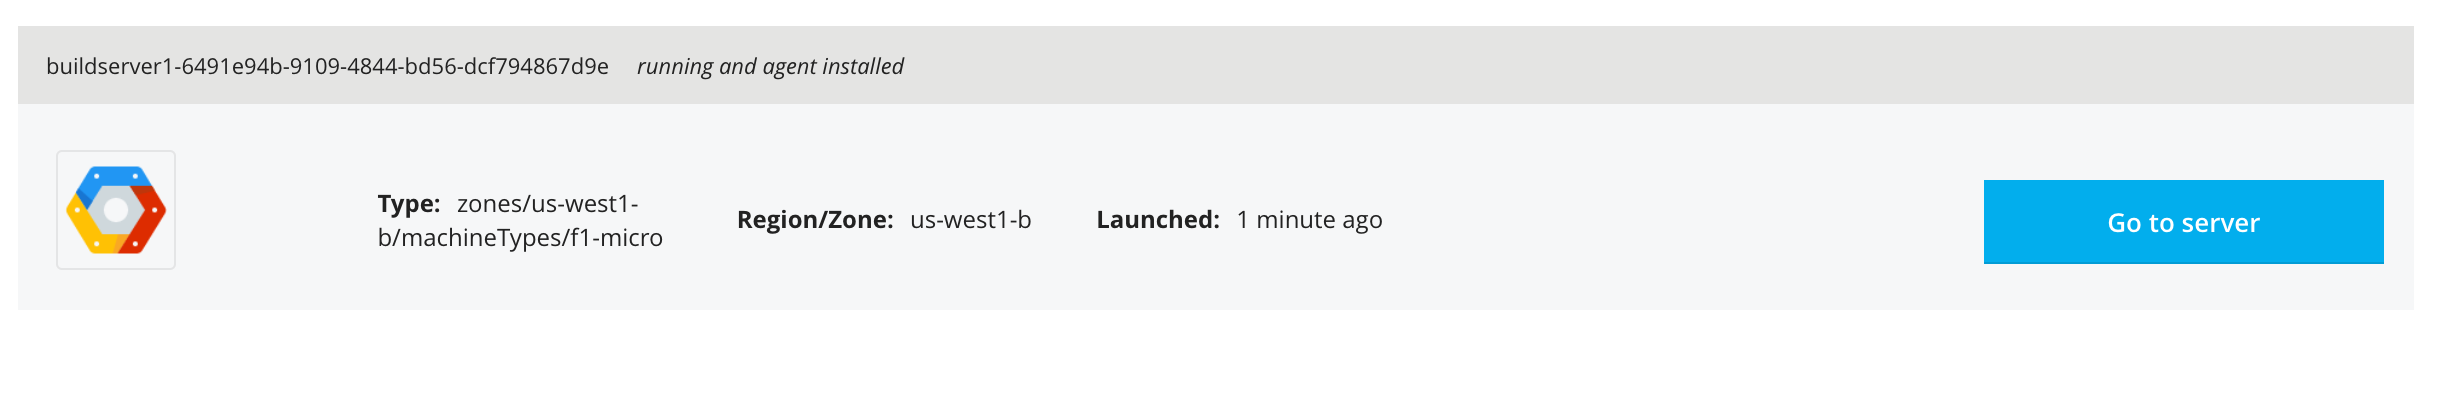 buildserver1-6491e94b-9109-4844-bd56-dcf794867d9e running and agent installed
Type: zones/us-west1-
b/machineTypes/f1-micro
Region/Zone: us-west1-b
Launched: 1 minute ago
Go to server